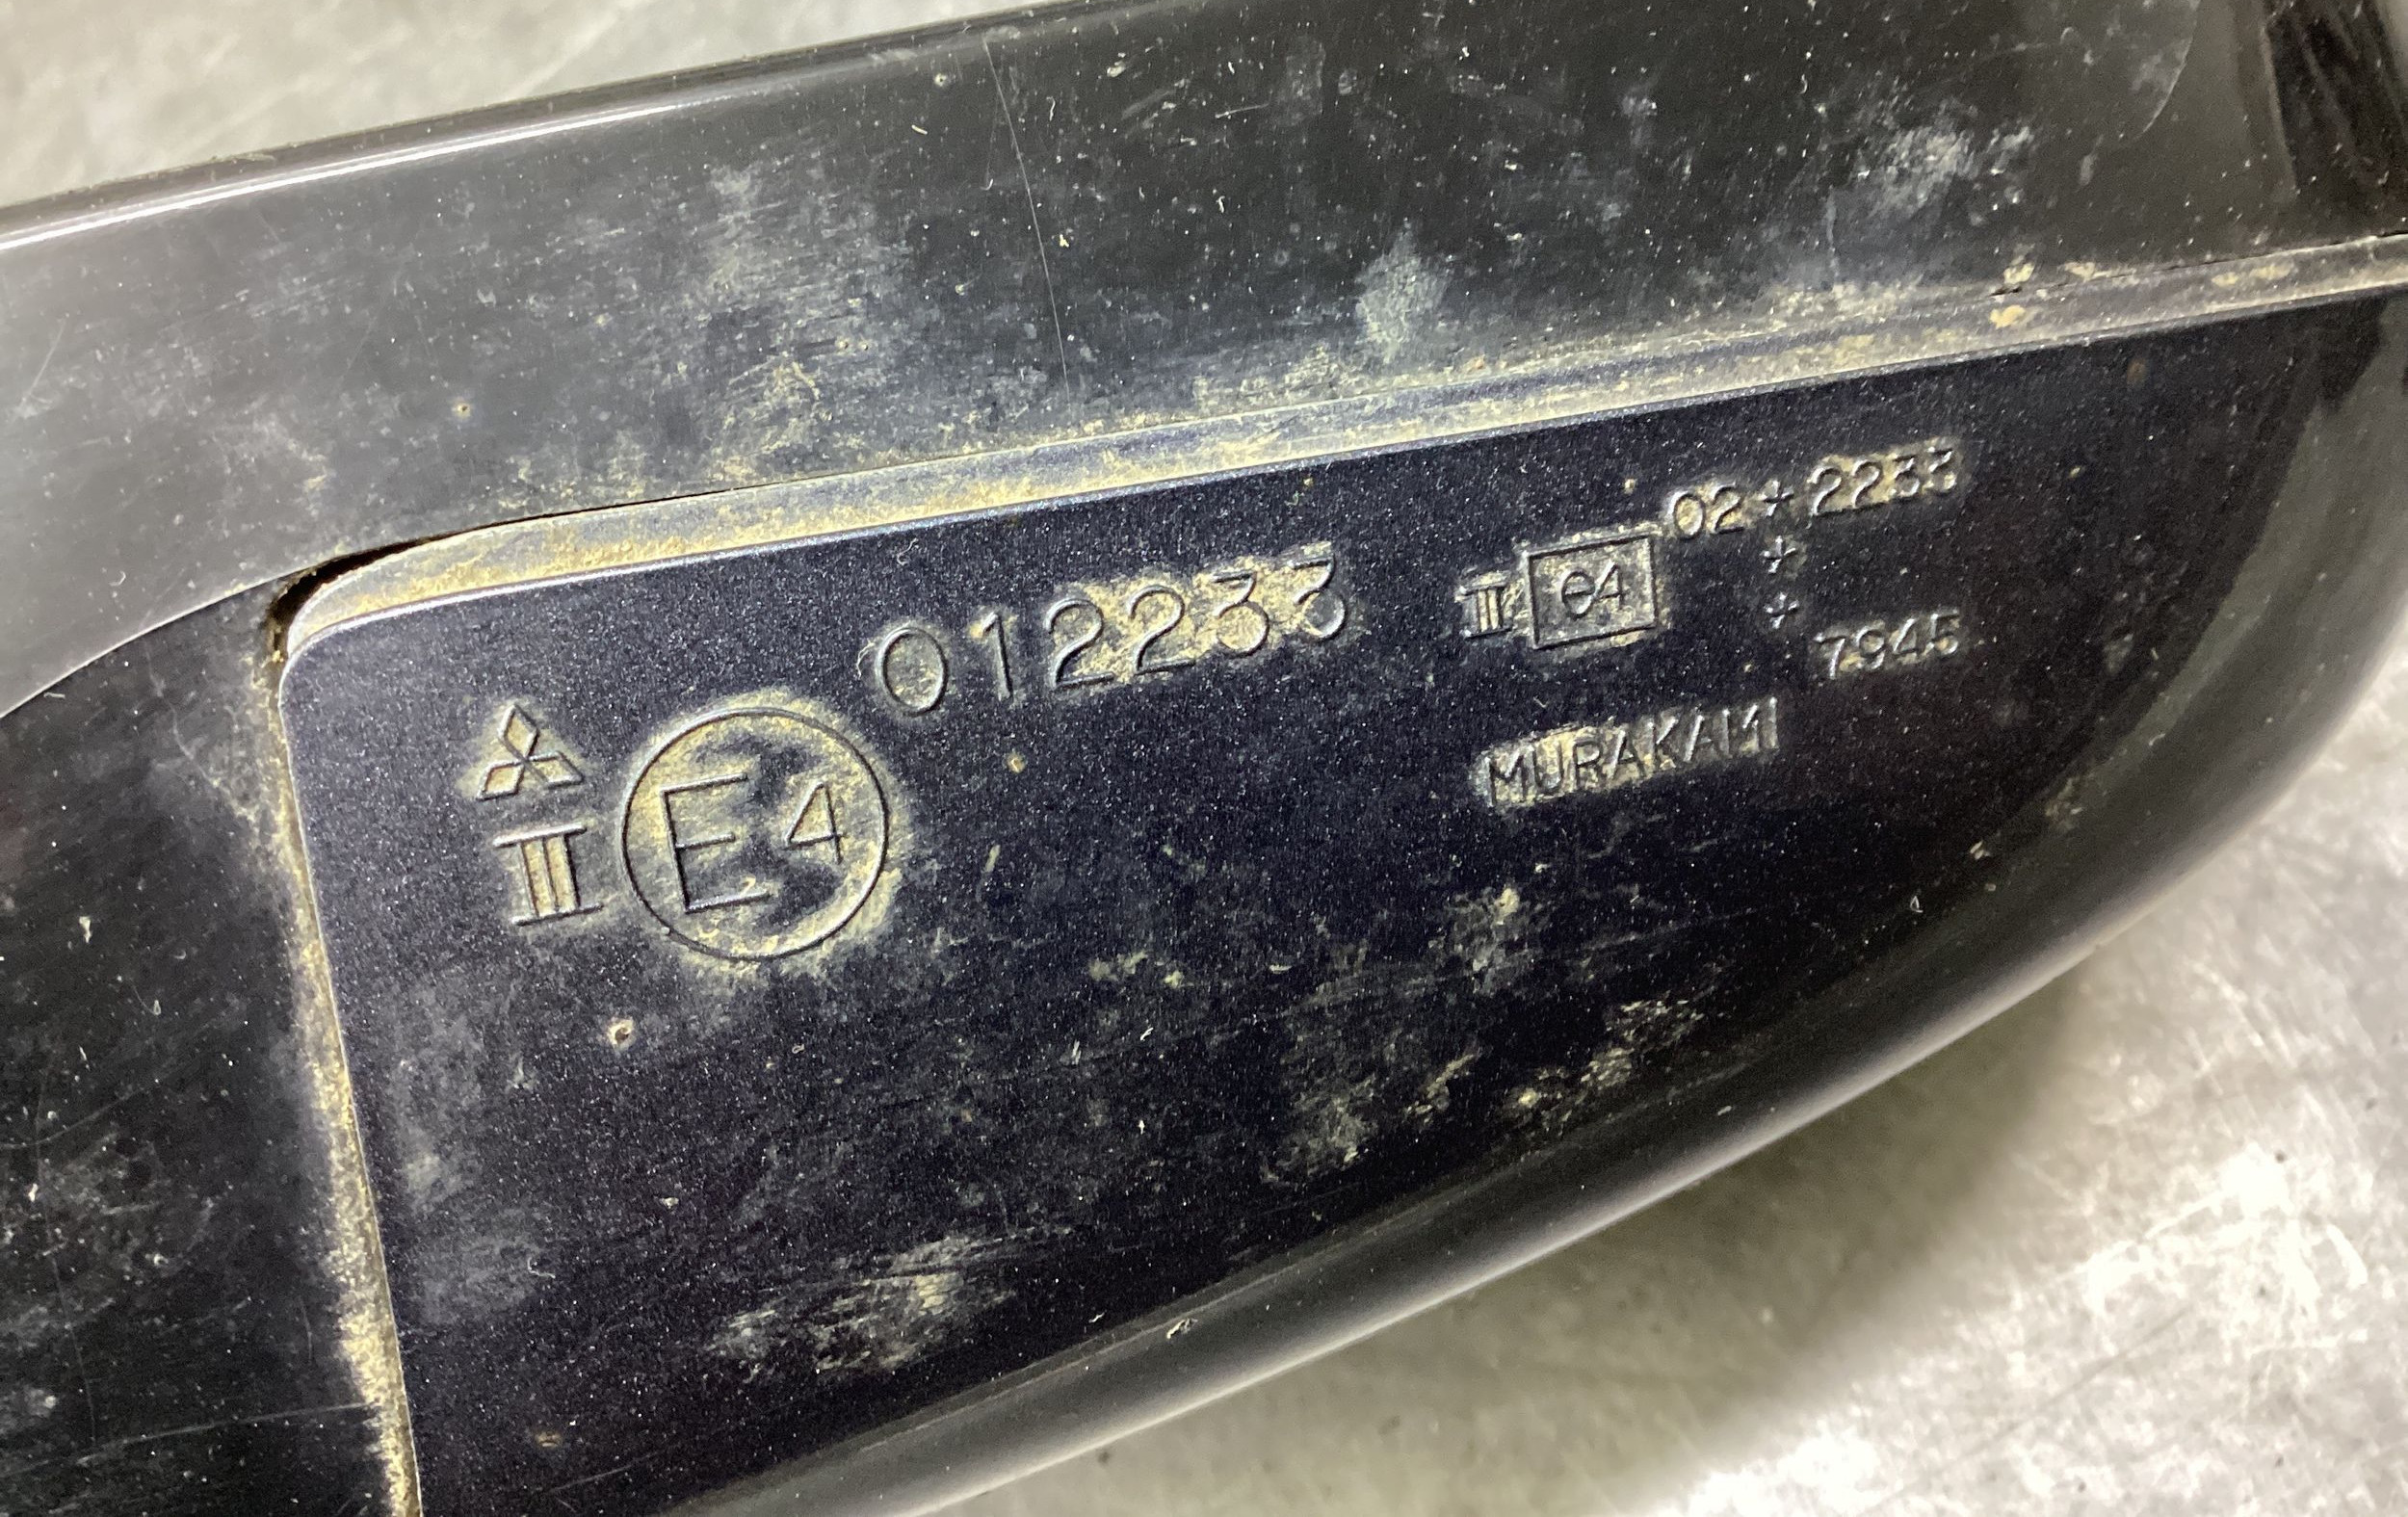 III E4 012233
III e4 02*2233
*
*
7945
MURAKAMI